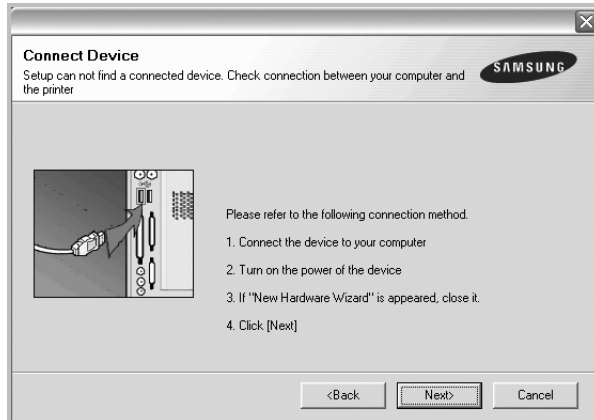 Connect Device
Setup can not find a connected device. Check connection between your computer and
the printer
SAMSUNG
Please refer to the following connection method.
1. Connect the device to your computer
2. Turn on the power of the device
3. If "New Hardware Wizard" is appeared, close it.
4. Click [Next]
<Back
Next>
Cancel